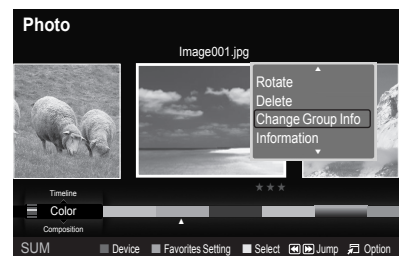 Photo
Image001.jpg
Rotate
Delete
Change Group Info
Information
Timeline
Color
Composition
SUM Device Favorites Setting Select Jump Option